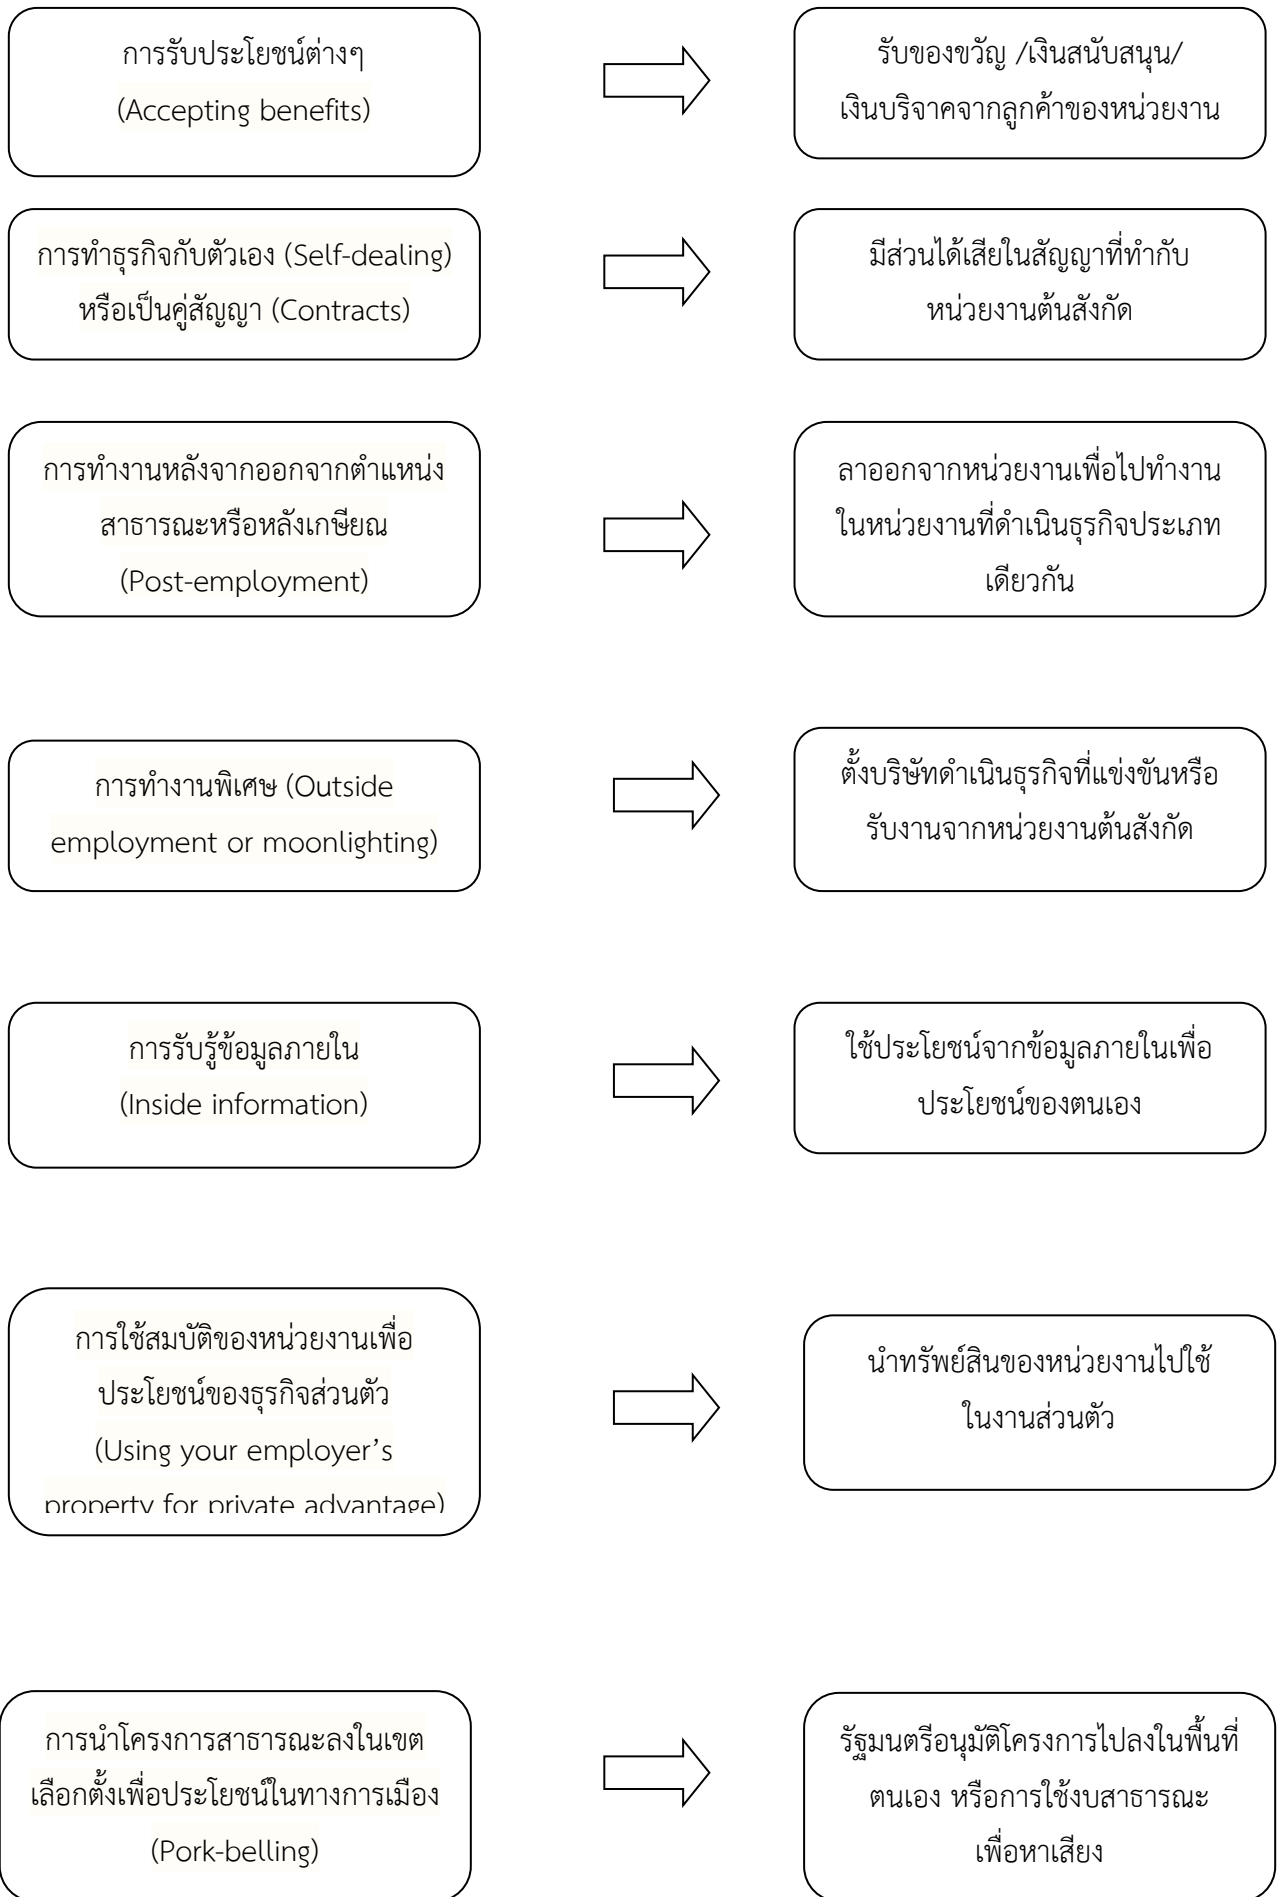 การรับประโยชน์ต่างๆ
(Accepting benefits)
รับของขวัญ /เงินสนับสนุน/
เงินบริจาคจากลูกค้าของหน่วยงาน
การทำธุรกิจกับตัวเอง (Self-dealing)
หรือเป็นคู่สัญญา (Contracts)
มีส่วนได้เสียในสัญญาที่ทำกับ
หน่วยงานต้นสังกัด
การทำงานหลังจากออกจากตำแหน่ง
สาธารณะหรือหลังเกษียณ
(Post-employment)
ลาออกจากหน่วยงานเพื่อไปทำงาน
ในหน่วยงานที่ดำเนินธุรกิจประเภท
เดียวกัน
การทำงานพิเศษ (Outside
employment or moonlighting)
ตั้งบริษัทดำเนินธุรกิจที่แข่งขันหรือ
รับงานจากหน่วยงานต้นสังกัด
การรับรู้ข้อมูลภายใน
(Inside information)
ใช้ประโยชน์จากข้อมูลภายในเพื่อ
ประโยชน์ของตนเอง
การใช้สมบัติของหน่วยงานเพื่อ
ประโยชน์ของธุรกิจส่วนตัว
(Using your employer’s
property for private advantage)
นำทรัพย์สินของหน่วยงานไปใช้
ในงานส่วนตัว
การนำโครงการสาธารณะลงในเขต
เลือกตั้งเพื่อประโยชน์ในทางการเมือง
(Pork-belling)
รัฐมนตรีอนุมัติโครงการไปลงในพื้นที่
ตนเอง หรือการใช้งบสาธารณะ
เพื่อหาเสียง